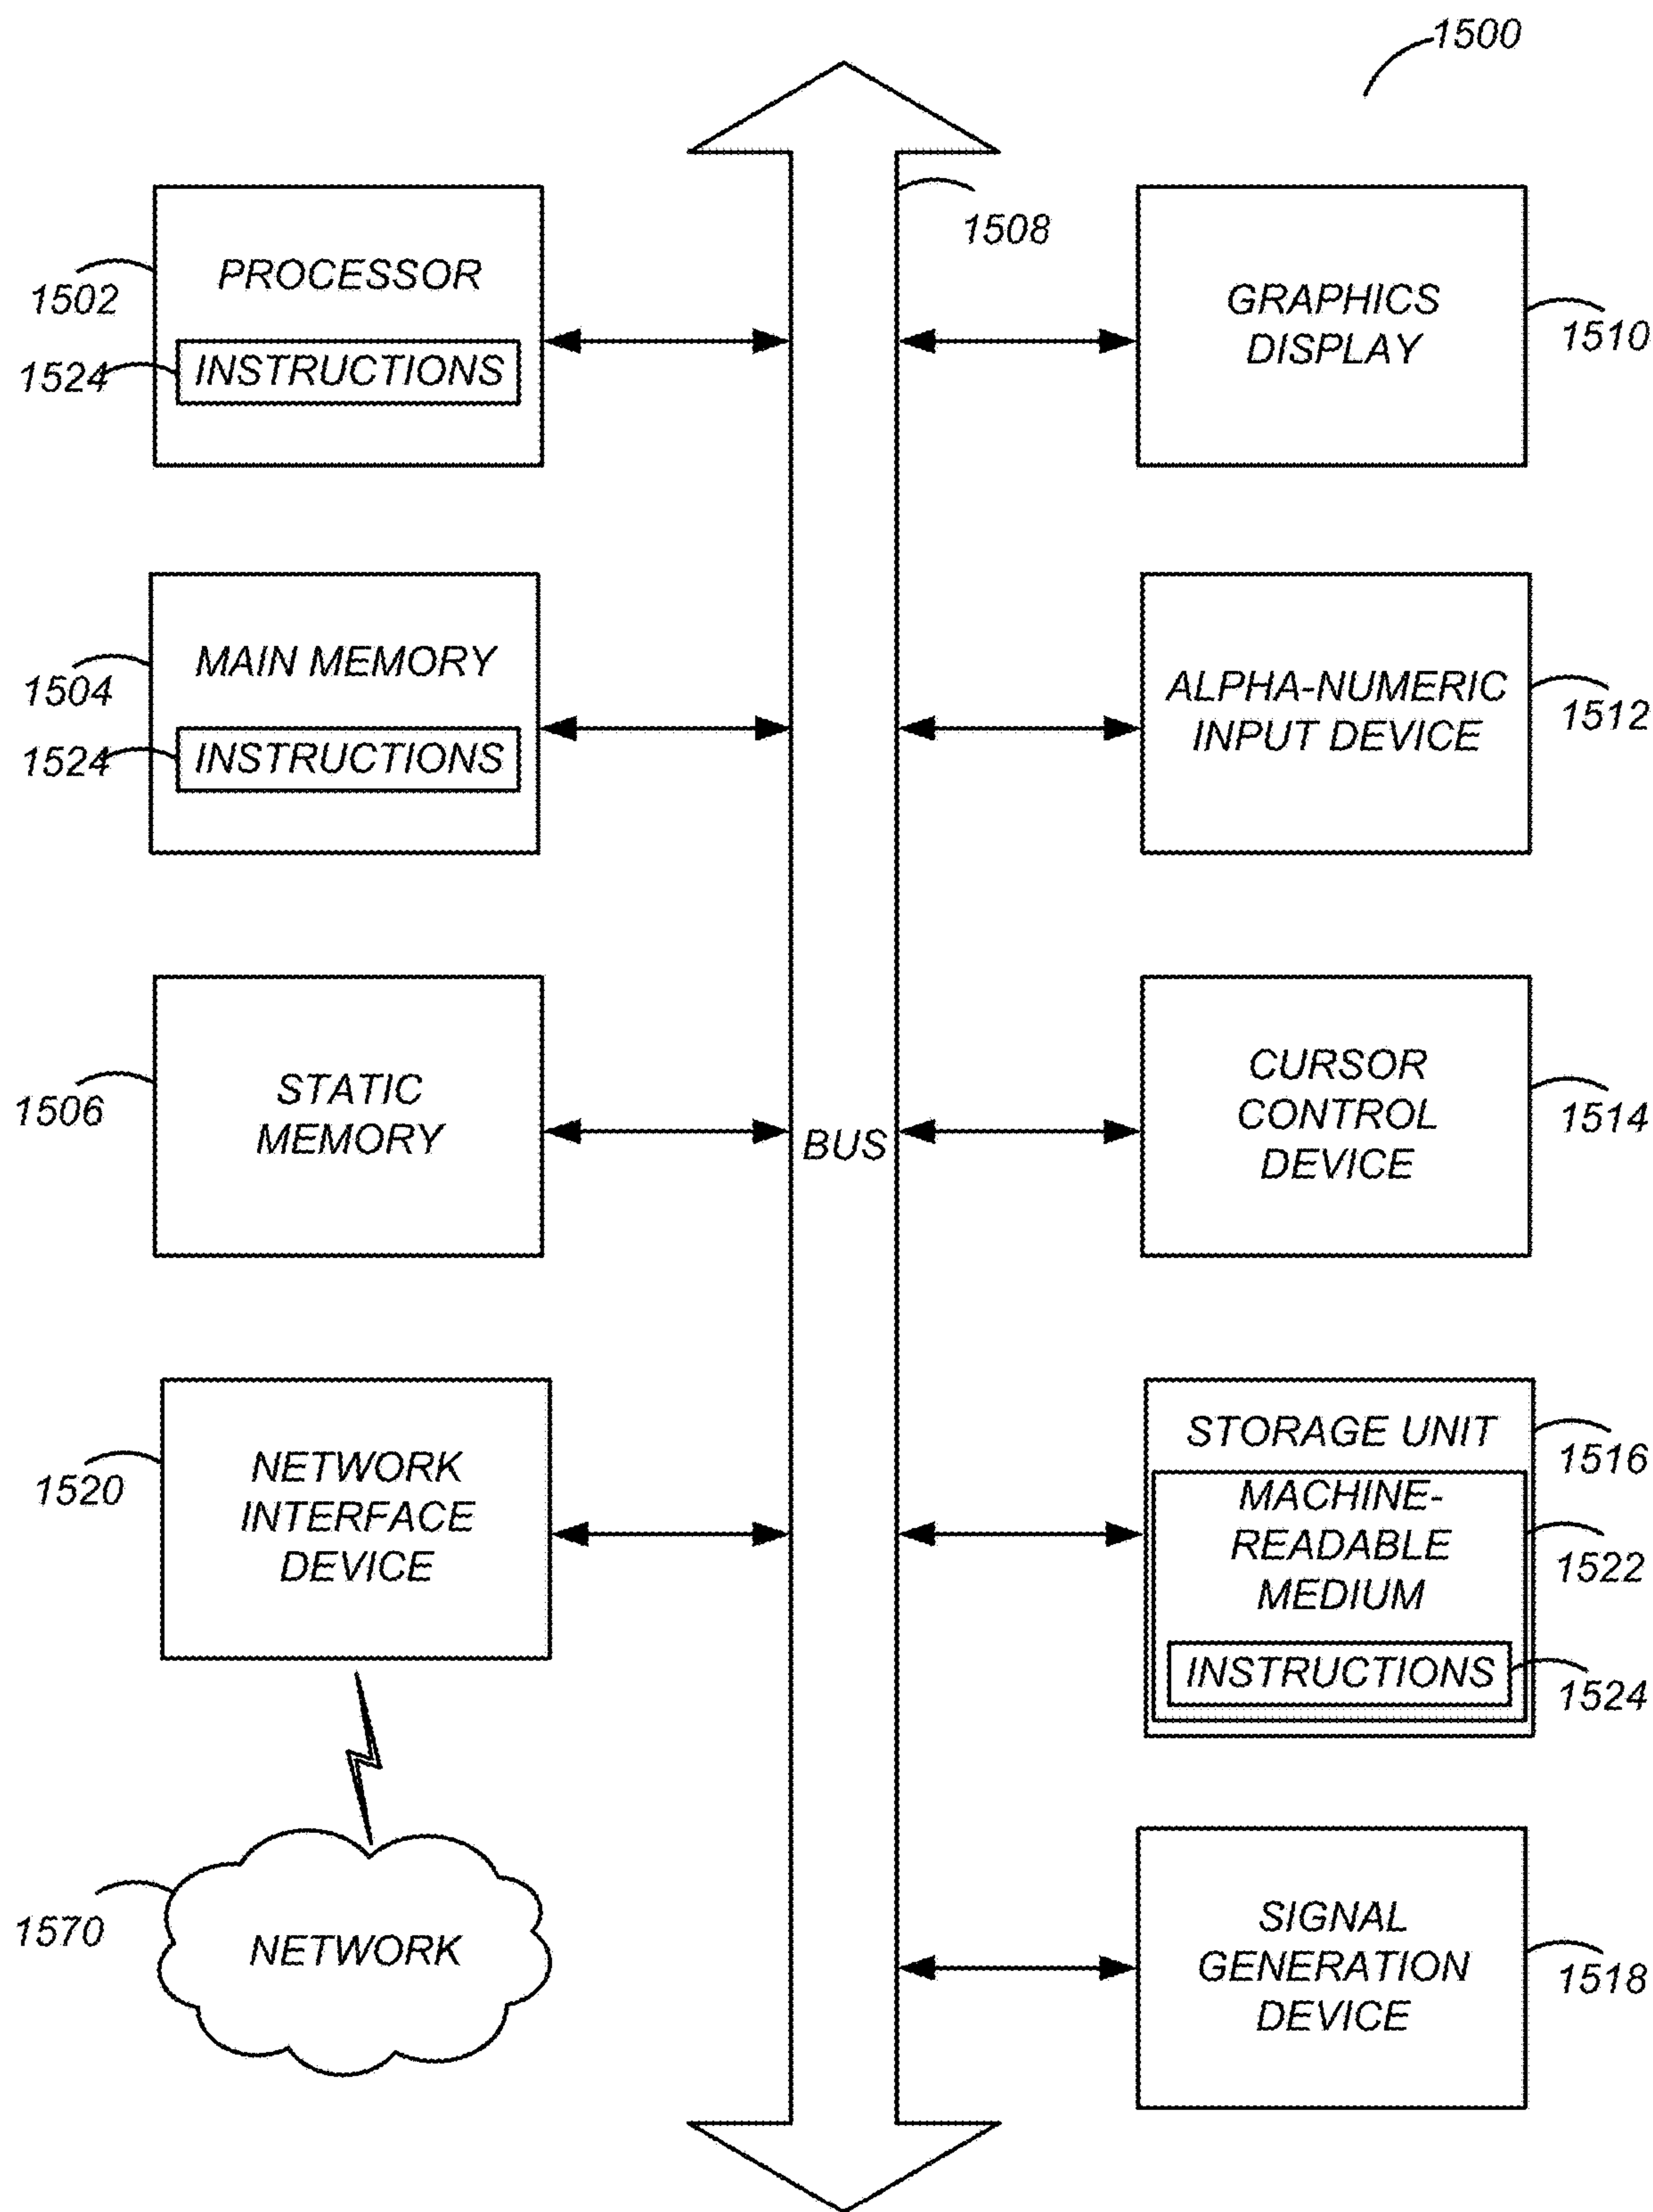 1500
1508
PROCESSOR
1502
INSTRUCTIONS
1524
GRAPHICS
DISPLAY
1510
MAIN MEMORY
1504
INSTRUCTIONS
1524
ALPHA-NUMERIC
INPUT DEVICE
1512
STATIC
MEMORY
1506
BUS
CURSOR
CONTROL
DEVICE
1514
NETWORK
INTERFACE
DEVICE
1520
STORAGE UNIT
1516
MACHINE-
READABLE
MEDIUM
1522
INSTRUCTIONS
1524
NETWORK
1570
SIGNAL
GENERATION
DEVICE
1518